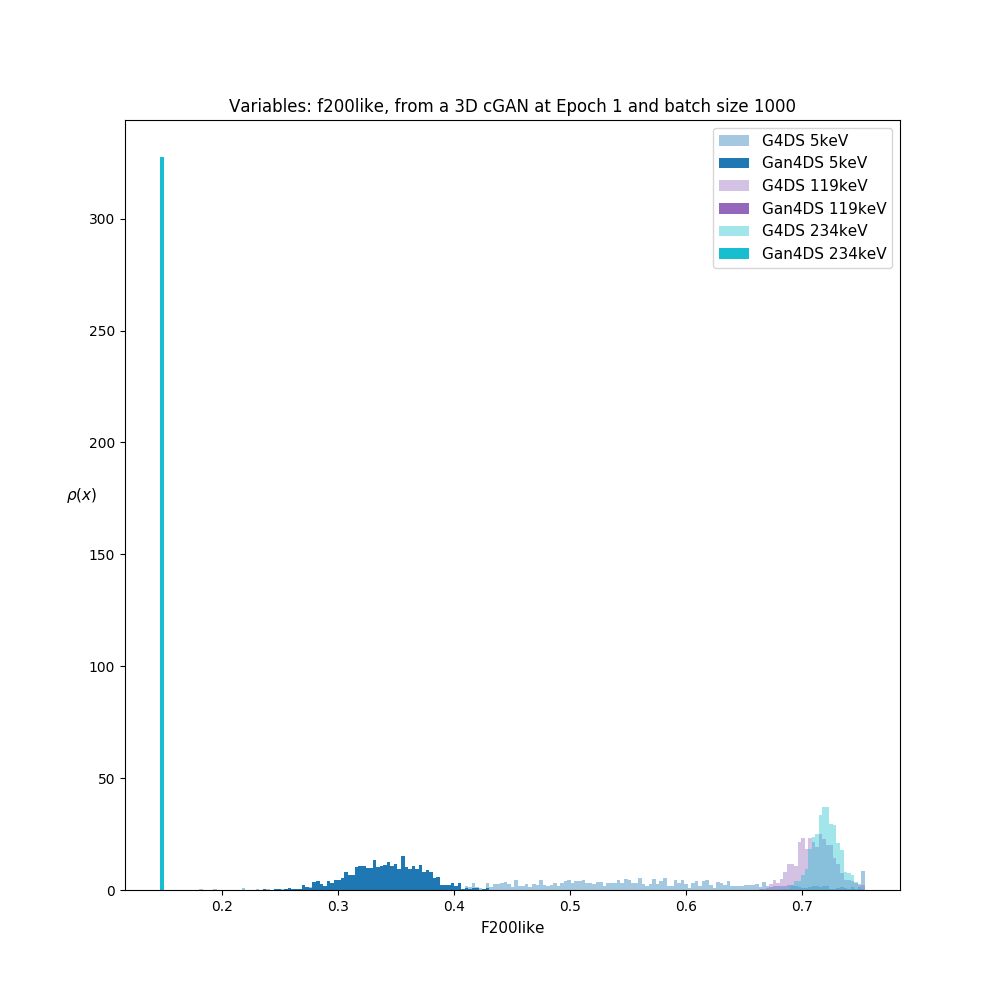 Variables: f200like, from a 3D cGAN at Epoch 1 and batch size 1000
G4DS 5keV
Gan4DS 5keV
G4DS 119keV
Gan4DS 119keV
G4DS 234keV
Gan4DS 234keV
300
250
200
ρ(x)
150
100
50
0
0.2 0.3 0.4 0.5 0.6 0.7
F200like